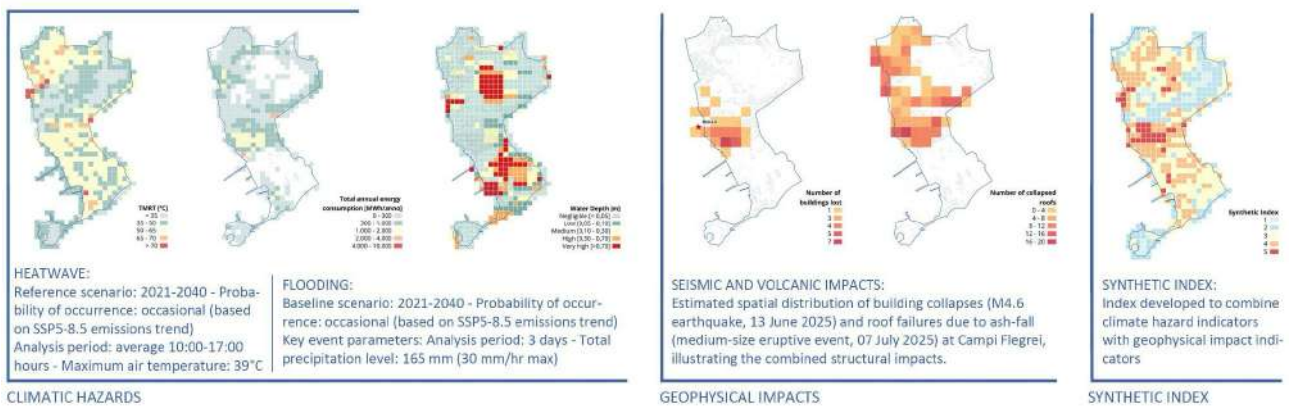 TMRT (°C)
< 35
35 - 50
50 - 65
65 - 70
> 70
Total annual energy
consumption [MWh/anno]
0 - 300
300 - 1.000
1.000 - 2.000
2.000 - 4.000
4.000 - 10.000
Water Depth (m)
Negligible (< 0,05)
Low (0,05 - 0,10)
Medium (0,10 - 0,30)
High (0,30 - 0,70)
Very high (>0,70)
HEATWAVE:
Reference scenario: 2021-2040 - Proba-
bility of occurrence: occasional (based
on SSP5-8.5 emissions trend)
Analysis period: average 10:00-17:00
hours - Maximum air temperature: 39°C
FLOODING:
Baseline scenario: 2021-2040 - Probability of occur-
rence: occasional (based on SSP5-8.5 emissions trend)
Key event parameters: Analysis period: 3 days - Total
precipitation level: 165 mm (30 mm/hr max)
CLIMATIC HAZARDS
Number of
buildings lost
1
3
4
5
7
Number of collapsed
roofs
0 - 4
4 - 8
8 - 12
12 - 16
16 - 20
SEISMIC AND VOLCANIC IMPACTS:
Estimated spatial distribution of building collapses (M4.6
earthquake, 13 June 2025) and roof failures due to ash-fall
(medium-size eruptive event, 07 July 2025) at Campi Flegrei,
illustrating the combined structural impacts.
GEOPHYSICAL IMPACTS
Synthetic Index
1
2
3
4
5
SYNTHETIC INDEX:
Index developed to combine
climate hazard indicators
with geophysical impact indi-
cators
SYNTHETIC INDEX